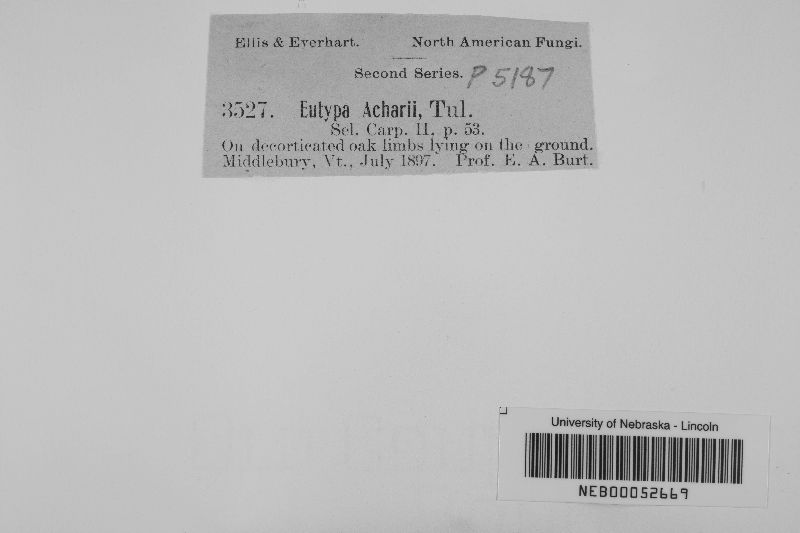 Ellis & Everhart. North American Fungi.
Second Series. P 5187
3527. Eutypa Acharii, Tul.
Sel. Carp. II. p. 53.
On decorticated oak limbs lying on the ground.
Middlebury, Vt., July 1897. Prof. E. A. Burt.
University of Nebraska - Lincoln
NEB00052669